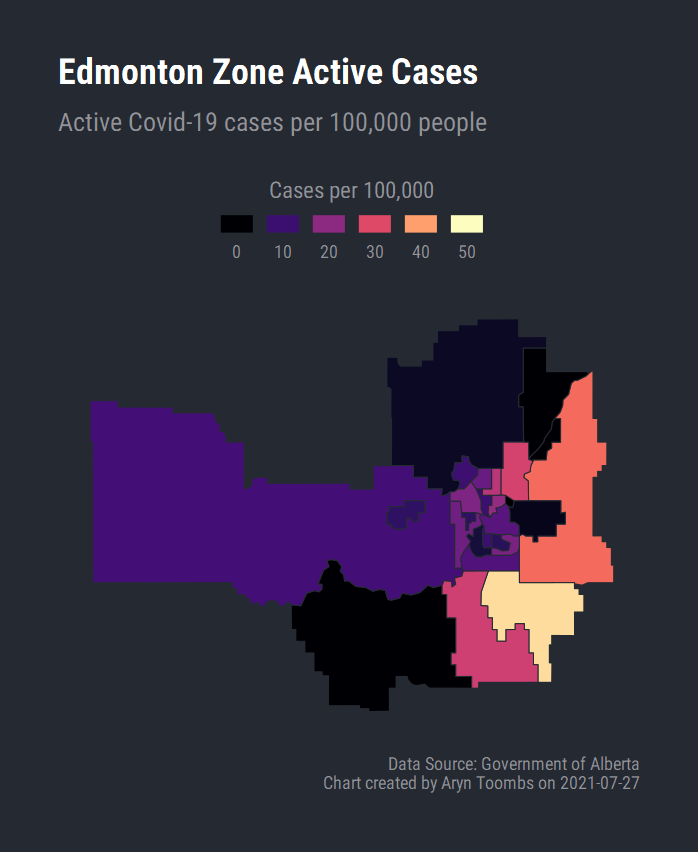 Edmonton Zone Active Cases
Active Covid-19 cases per 100,000 people
Cases per 100,000
0 10 20 30 40 50
Data Source: Government of Alberta
Chart created by Aryn Toombs on 2021-07-27